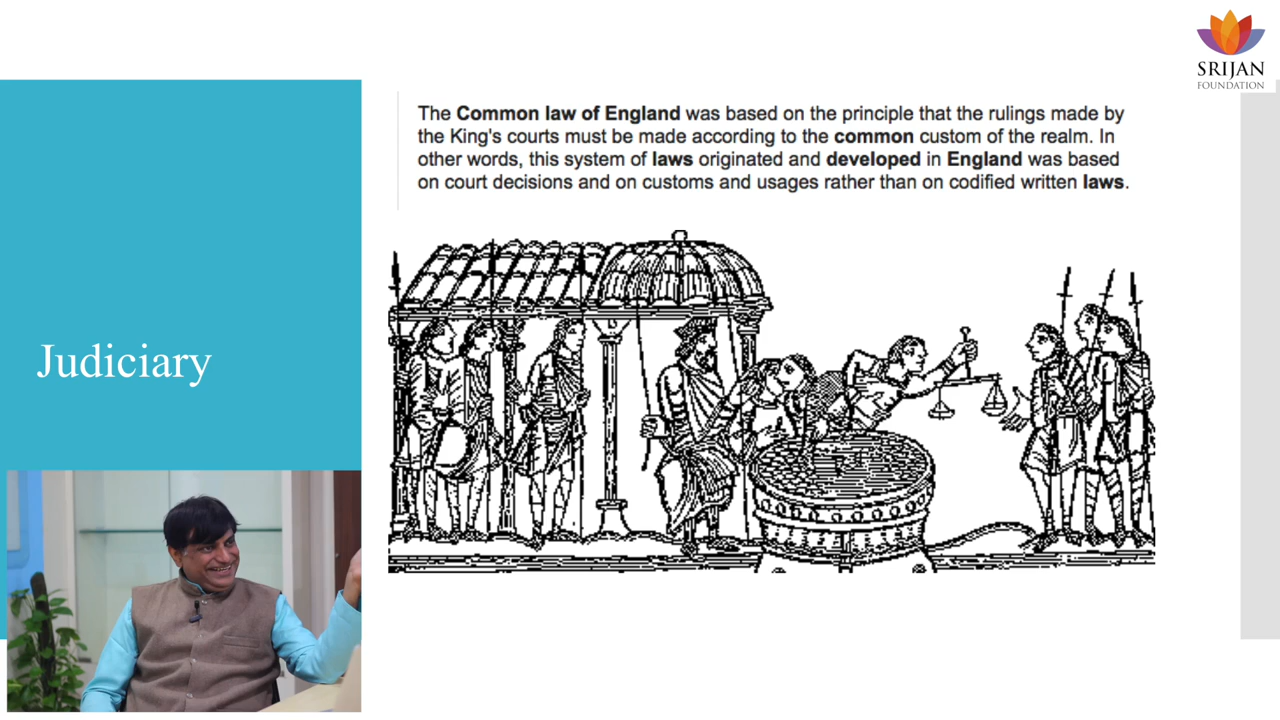 SRIJAN
FOUNDATION
The Common law of England was based on the principle that the rulings made by
the King's courts must be made according to the common custom of the realm. In
other words, this system of laws originated and developed in England was based
on court decisions and on customs and usages rather than on codified written laws.
Judiciary